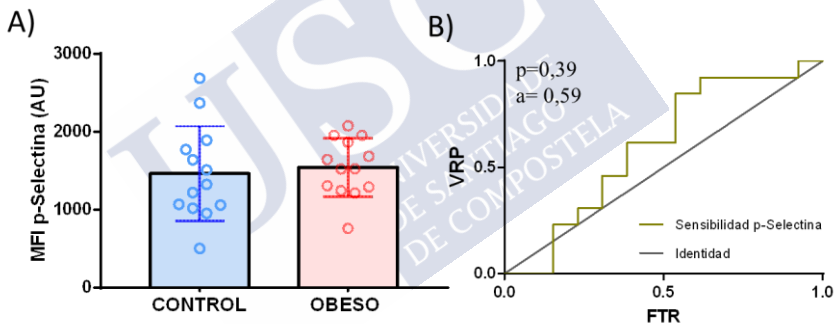 A)
3000
2000
1000
0
MFI p-Selectina (AU)
CONTROL
OBESO
USC
UNIVERSIDADE
DE SANTIAGO
DE COMPOSTELA
B)
1.0
0.5
0.0
VRP
p=0,39
a= 0,59
Sensibilidad p-Selectina
Identidad
0.0
0.5
1.0
FTR